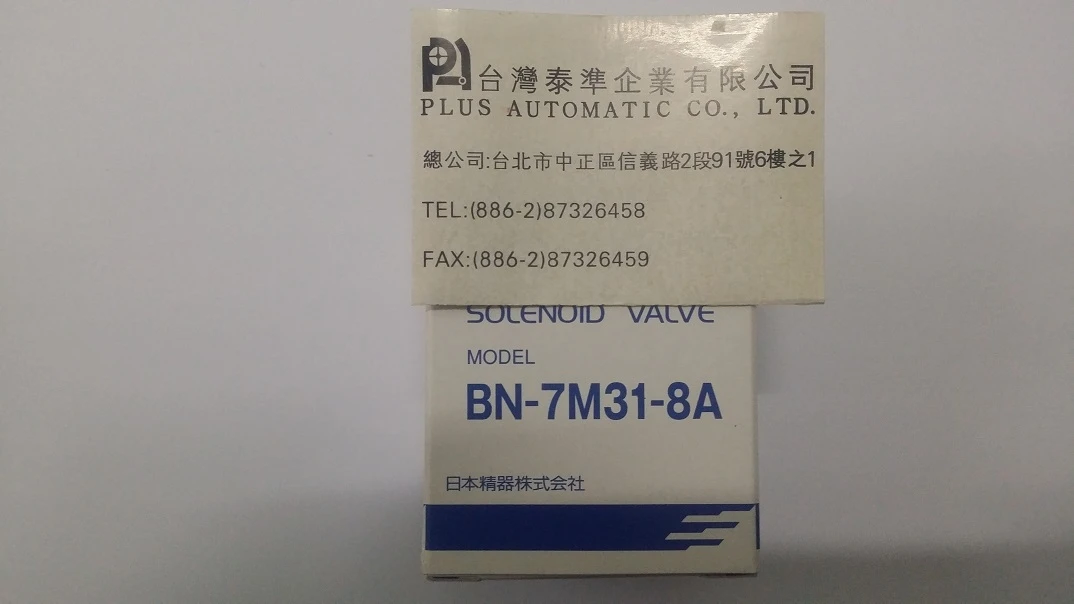 台灣泰準企業有限公司
PLUS AUTOMATIC CO., LTD.
總公司:台北市中正區信義路2段91號6樓之1
TEL:(886-2)87326458
FAX:(886-2)87326459
SOLENOID VALVE
MODEL
BN-7M31-8A
日本精器株式会社